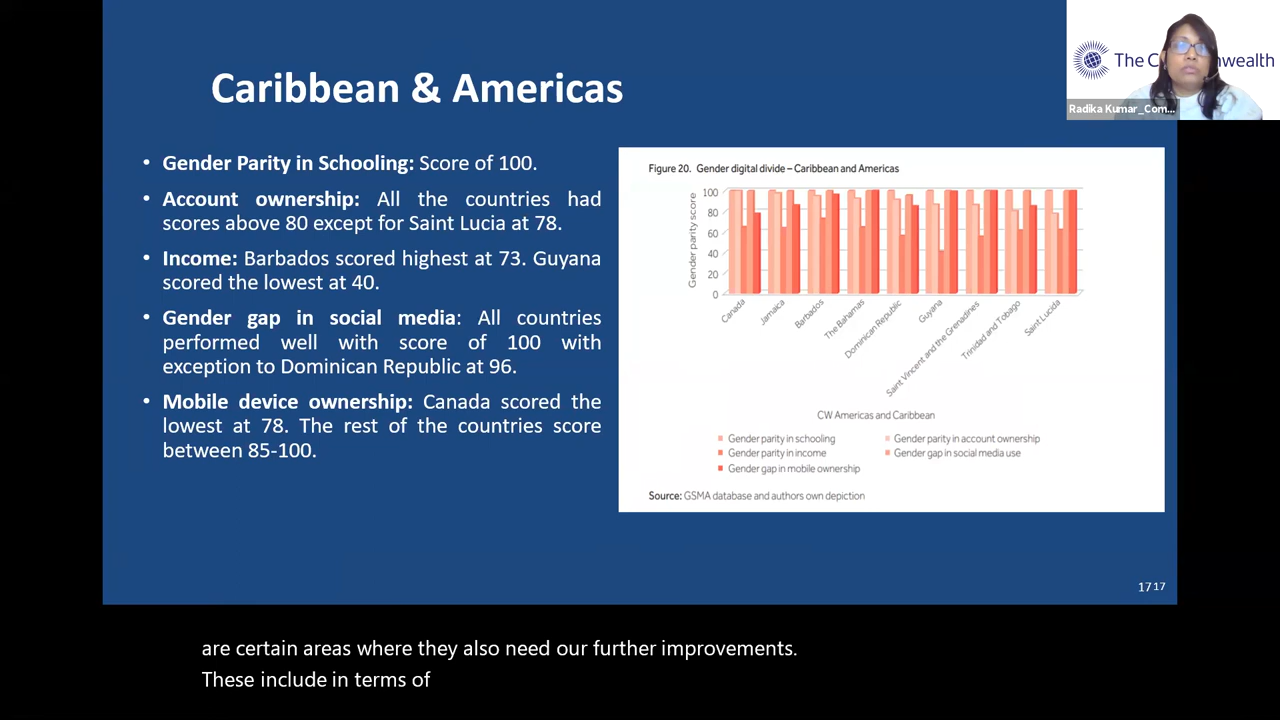 Caribbean & Americas
• Gender Parity in Schooling: Score of 100.
• Account ownership: All the countries had
scores above 80 except for Saint Lucia at 78.
• Income: Barbados scored highest at 73. Guyana
scored the lowest at 40.
• Gender gap in social media: All countries
performed well with score of 100 with
exception to Dominican Republic at 96.
• Mobile device ownership: Canada scored the
lowest at 78. The rest of the countries score
between 85-100.
The C
nwealth
Radika Kumar_Com...
Figure 20. Gender digital divide – Caribbean and Americas
Gender parity score
100
80
60
40
20
0
Canada
Jamaica
Barbados
The Bahamas
Dominican Republic
Guyana
Saint Vincent and the Grenadines
Trinidad and Tobago
Saint Lucida
CW Americas and Caribbean
Gender parity in schooling
Gender parity in account ownership
Gender parity in income
Gender gap in social media use
Gender gap in mobile ownership
Source: GSMA database and authors own depiction
17 17
are certain areas where they also need our further improvements.
These include in terms of